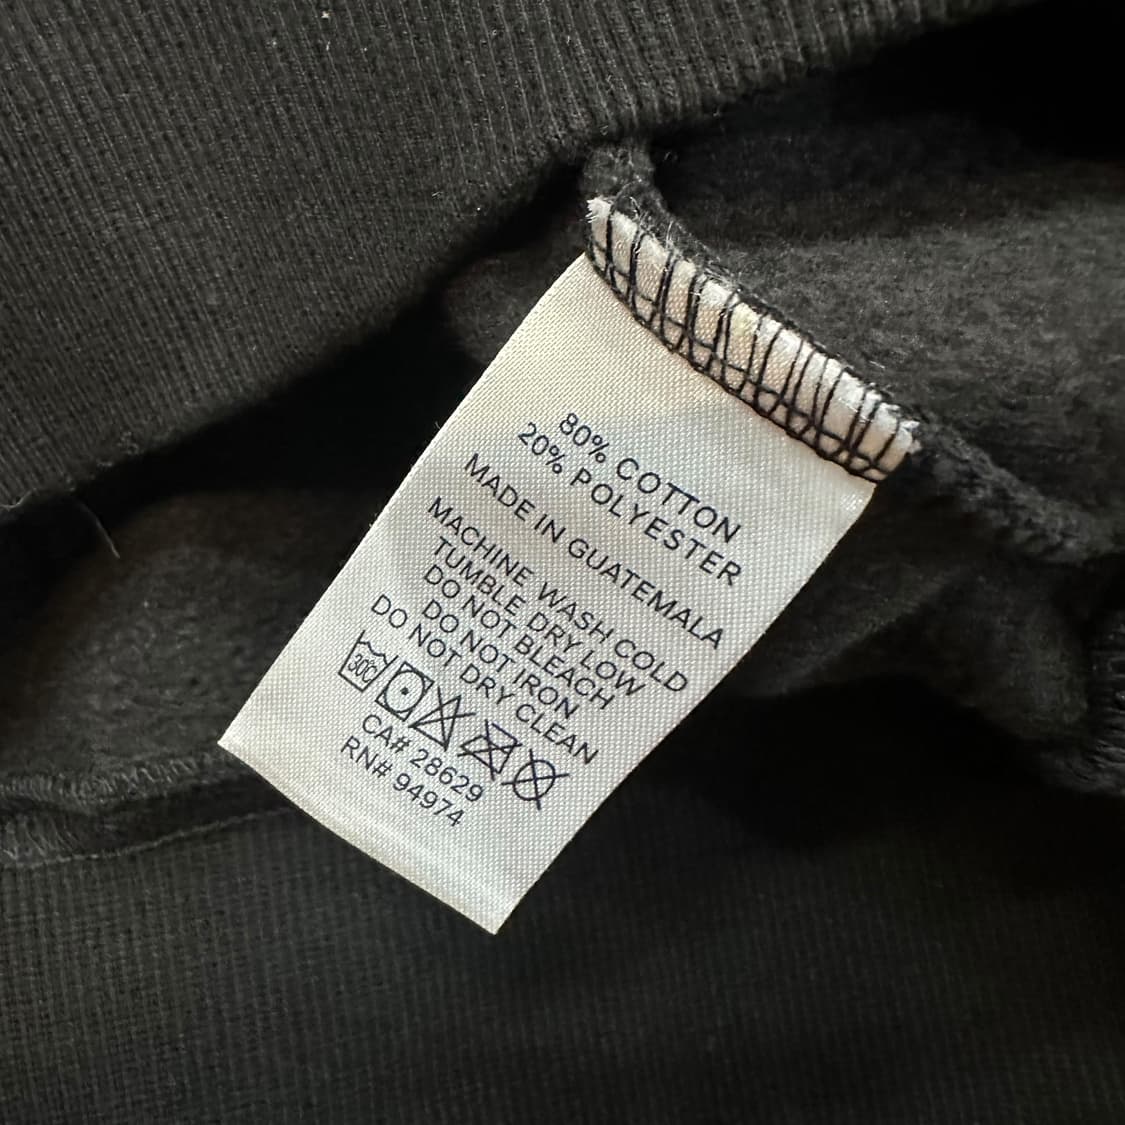 80% COTTON
20% POLYESTER
MADE IN GUATEMALA
MACHINE WASH COLD
TUMBLE DRY LOW
DO NOT BLEACH
DO NOT IRON
DO NOT DRY CLEAN
30C
CA# 28629
RN# 94974